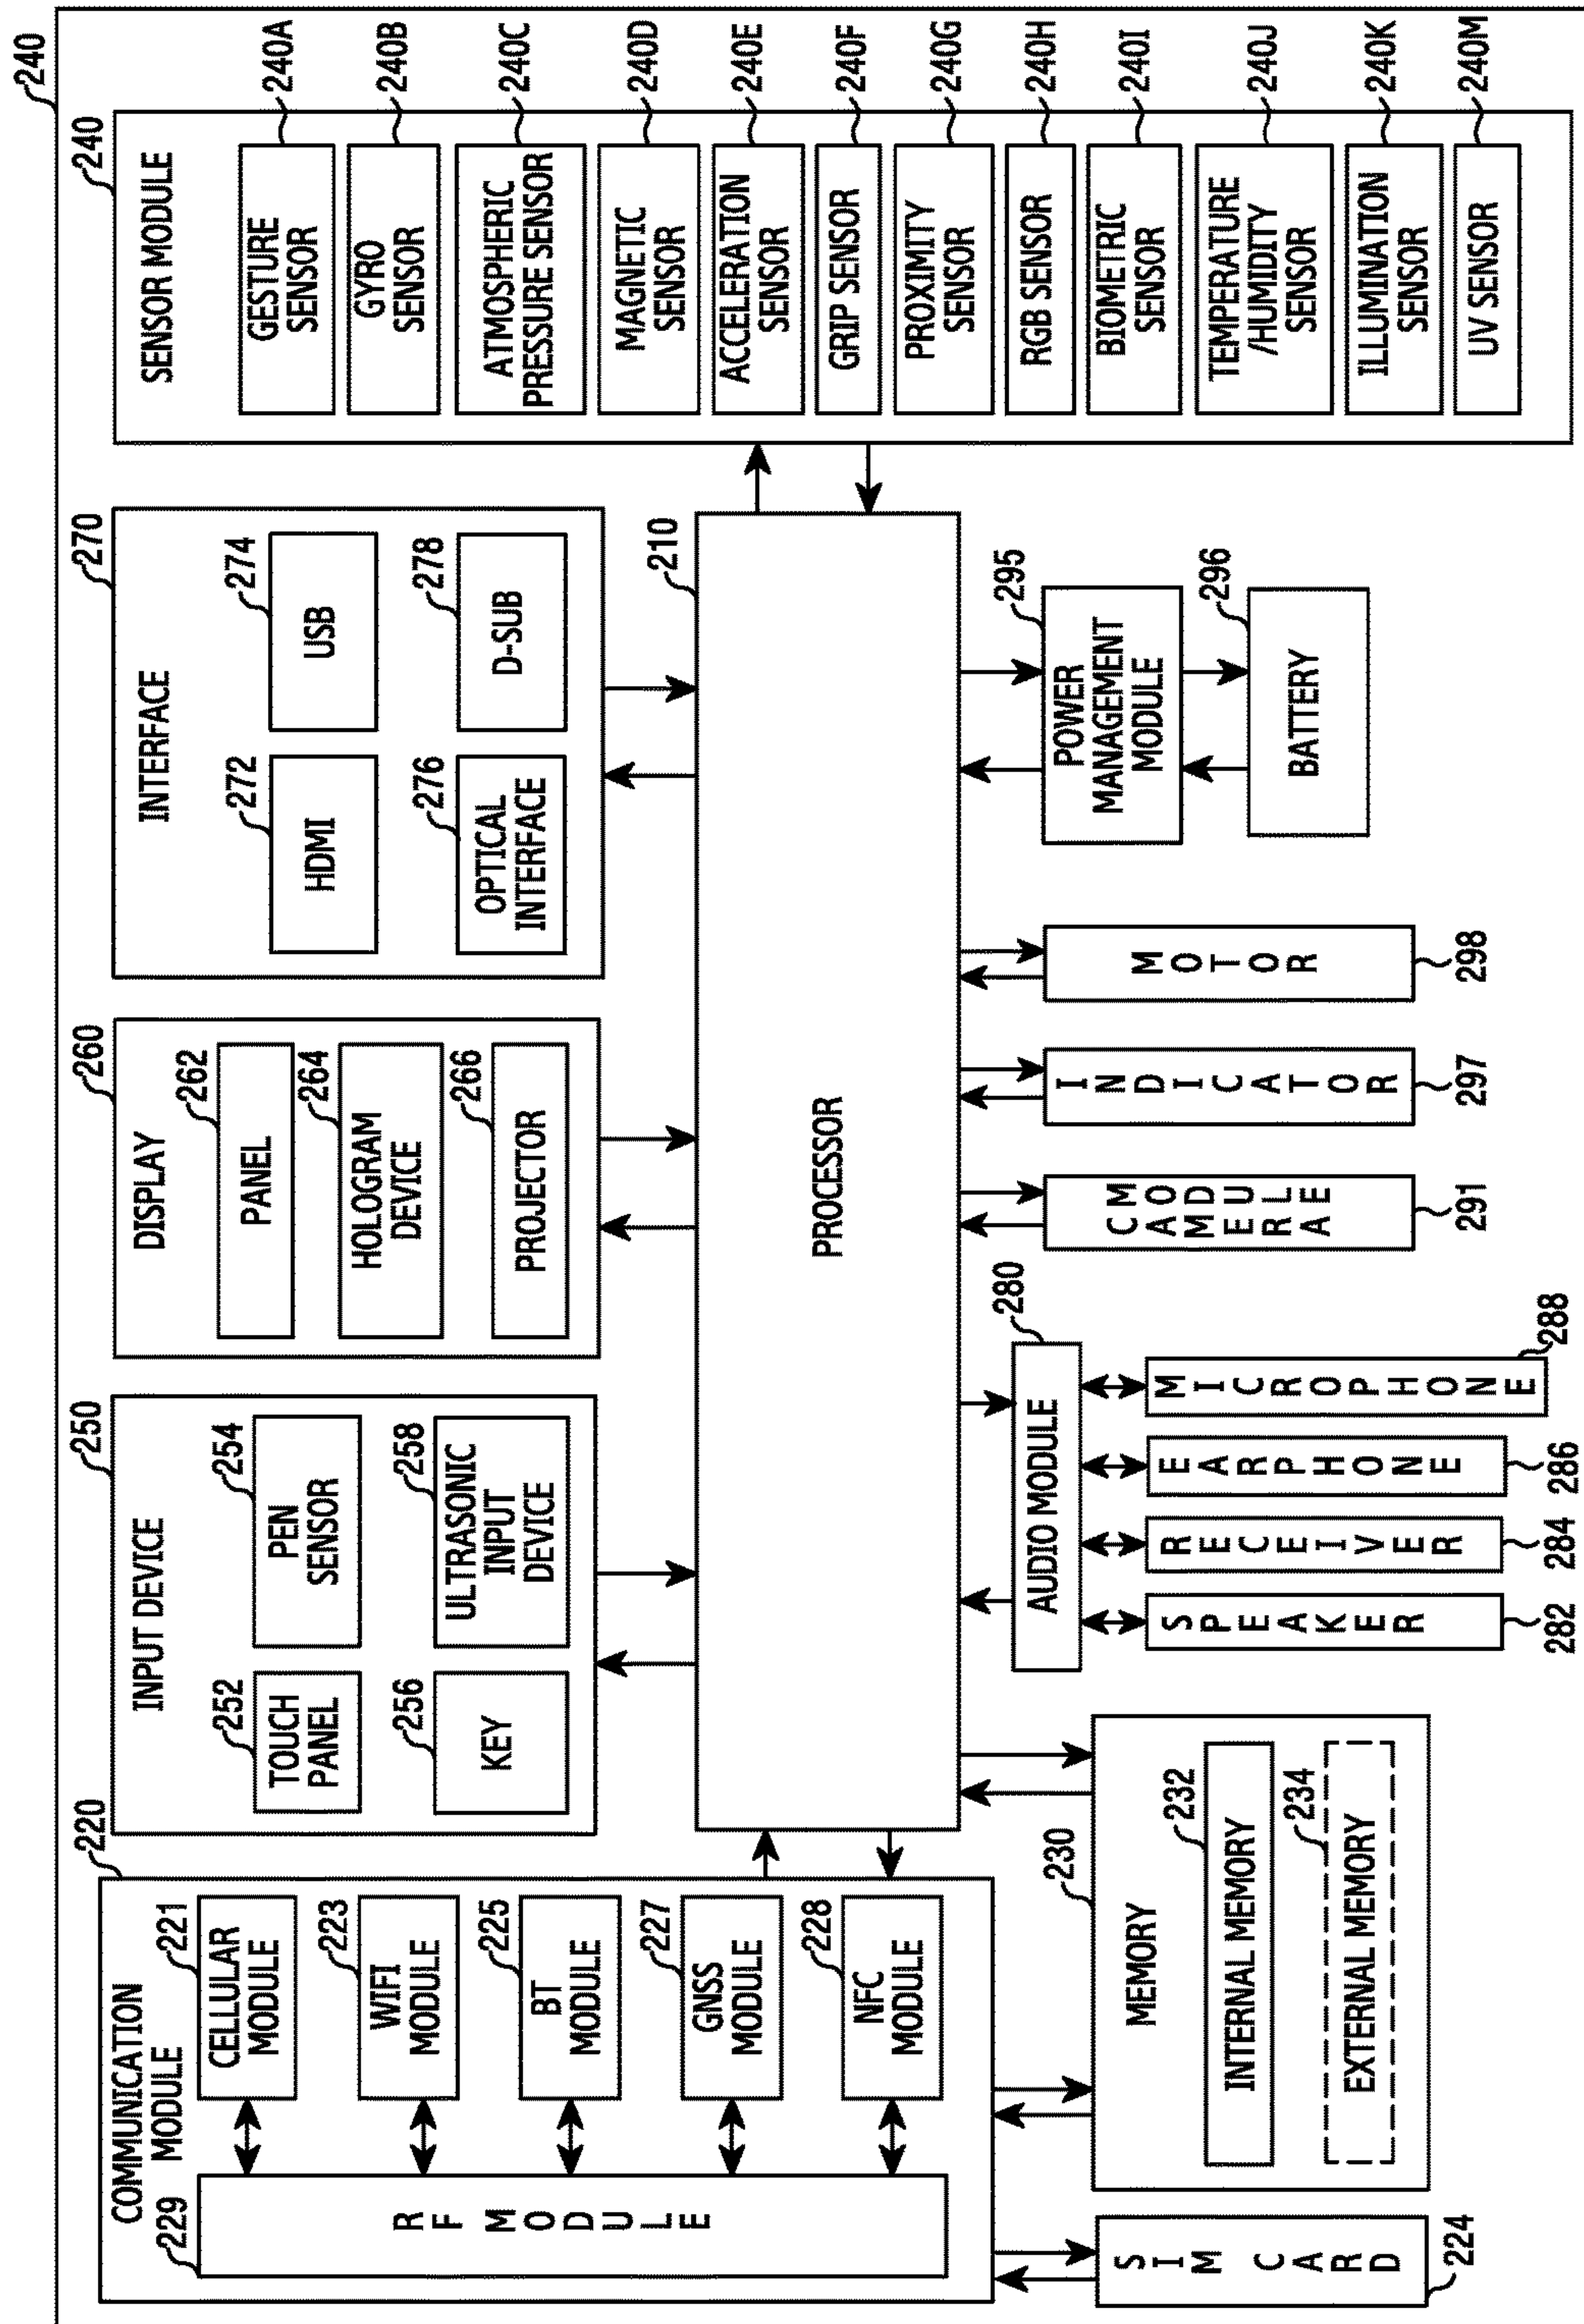 240
220
COMMUNICATION
MODULE
229
RF MODULE
221
CELLULAR
MODULE
223
WIFI
MODULE
225
BT
MODULE
227
GNSS
MODULE
228
NFC
MODULE
250
INPUT DEVICE
252
TOUCH
PANEL
254
PEN
SENSOR
256
KEY
258
ULTRASONIC
INPUT
DEVICE
260
DISPLAY
262
PANEL
264
HOLOGRAM
DEVICE
266
PROJECTOR
270
INTERFACE
272
HDMI
274
USB
276
OPTICAL
INTERFACE
278
D-SUB
240
SENSOR MODULE
GESTURE
SENSOR
240A
GYRO
SENSOR
240B
ATMOSPHERIC
PRESSURE SENSOR
240C
MAGNETIC
SENSOR
240D
ACCELERATION
SENSOR
240E
GRIP SENSOR
240F
PROXIMITY
SENSOR
240G
RGB SENSOR
240H
BIOMETRIC
SENSOR
240I
TEMPERATURE
/HUMIDITY
SENSOR
240J
ILLUMINATION
SENSOR
240K
UV SENSOR
240M
210
PROCESSOR
SIM CARD
224
230
MEMORY
232
INTERNAL MEMORY
234
EXTERNAL MEMORY
280
AUDIO MODULE
SPEAKER
282
RECEIVER
284
EARPHONE
286
MICROPHONE
288
CAMERA
MODULE
291
INDICATOR
297
MOTOR
298
295
POWER
MANAGEMENT
MODULE
296
BATTERY